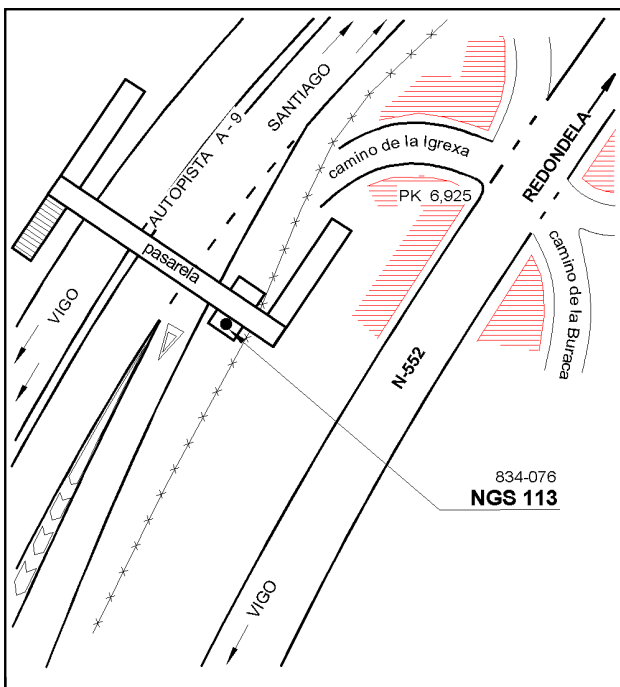 AUTOPISTA A - 9
SANTIAGO
camino de la Igrexa
REDONDELA
PK 6,925
pasarela
camino de la Buraca
VIGO
N-552
834-076
NGS 113
VIGO